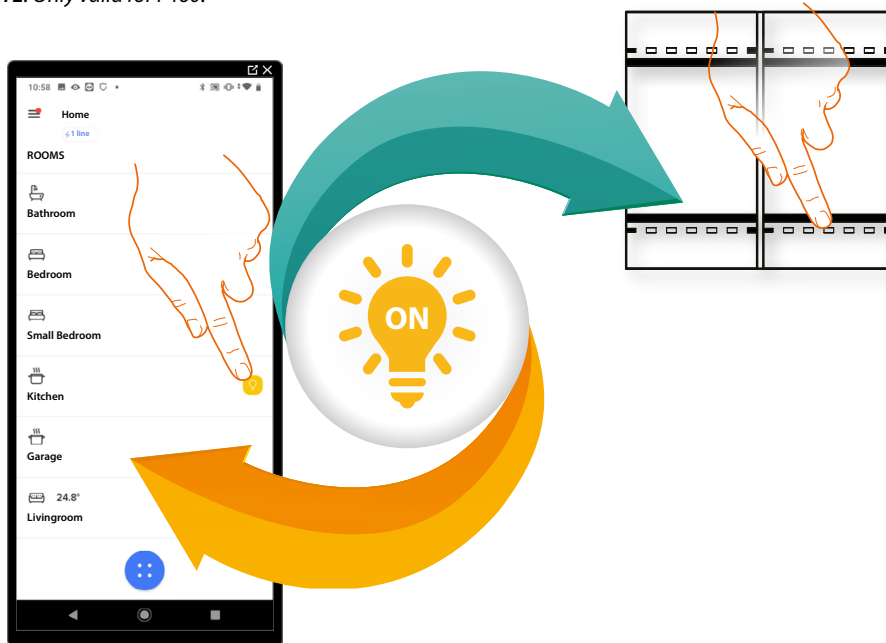 10:58
Home
1 line
ROOMS
Bathroom
Bedroom
Small Bedroom
Kitchen
Garage
24.8°
Livingroom
ON